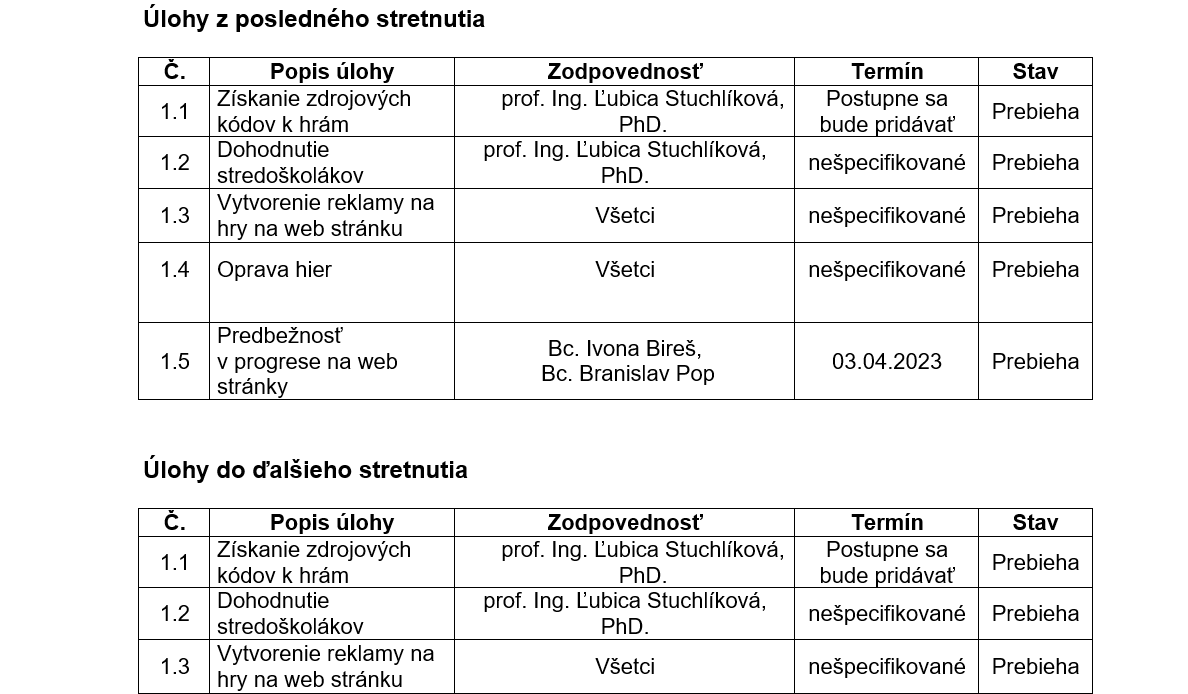 Úlohy z posledného stretnutia
Č. Popis úlohy Zodpovednosť Termín Stav
1.1 Získanie zdrojových kódov k hrám prof. Ing. Ľubica Stuchlíková, PhD. Postupne sa bude pridávať Prebieha
1.2 Dohodnutie stredoškolákov prof. Ing. Ľubica Stuchlíková, PhD. nešpecifikované Prebieha
1.3 Vytvorenie reklamy na hry na web stránku Všetci nešpecifikované Prebieha
1.4 Oprava hier Všetci nešpecifikované Prebieha
1.5 Predbežnosť v progrese na web stránky Bc. Ivona Bireš, Bc. Branislav Pop 03.04.2023 Prebieha
Úlohy do ďalšieho stretnutia
Č. Popis úlohy Zodpovednosť Termín Stav
1.1 Získanie zdrojových kódov k hrám prof. Ing. Ľubica Stuchlíková, PhD. Postupne sa bude pridávať Prebieha
1.2 Dohodnutie stredoškolákov prof. Ing. Ľubica Stuchlíková, PhD. nešpecifikované Prebieha
1.3 Vytvorenie reklamy na hry na web stránku Všetci nešpecifikované Prebieha